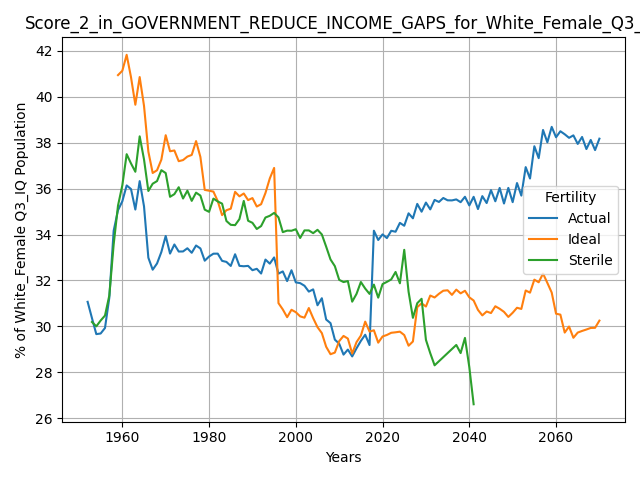 Score_2_in_GOVERNMENT_REDUCE_INCOME_GAPS_for_White_Female_Q3_
% of White_Female Q3_IQ Population
42
40
38
36
34
32
30
28
26
Fertility
Actual
Ideal
Sterile
1960 1980 2000 2020 2040 2060
Years